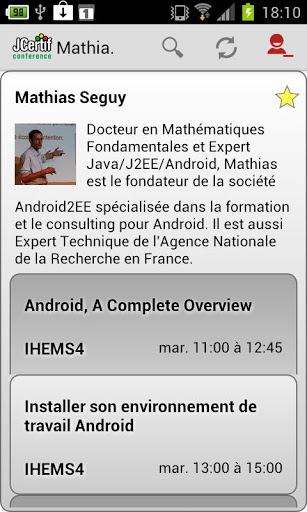 98
1
18:10
JCertif
conference
Mathia.
Mathias Seguy
Docteur en Mathématiques
Fondamentales et Expert
Java/J2EE/Android, Mathias
est le fondateur de la société
Android2EE spécialisée dans la formation
et le consulting pour Android. Il est aussi
Expert Technique de l'Agence Nationale
de la Recherche en France.
Android, A Complete Overview
IHEMS4 mar. 11:00 à 12:45
Installer son environnement de
travail Android
IHEMS4 mar. 13:00 à 15:00